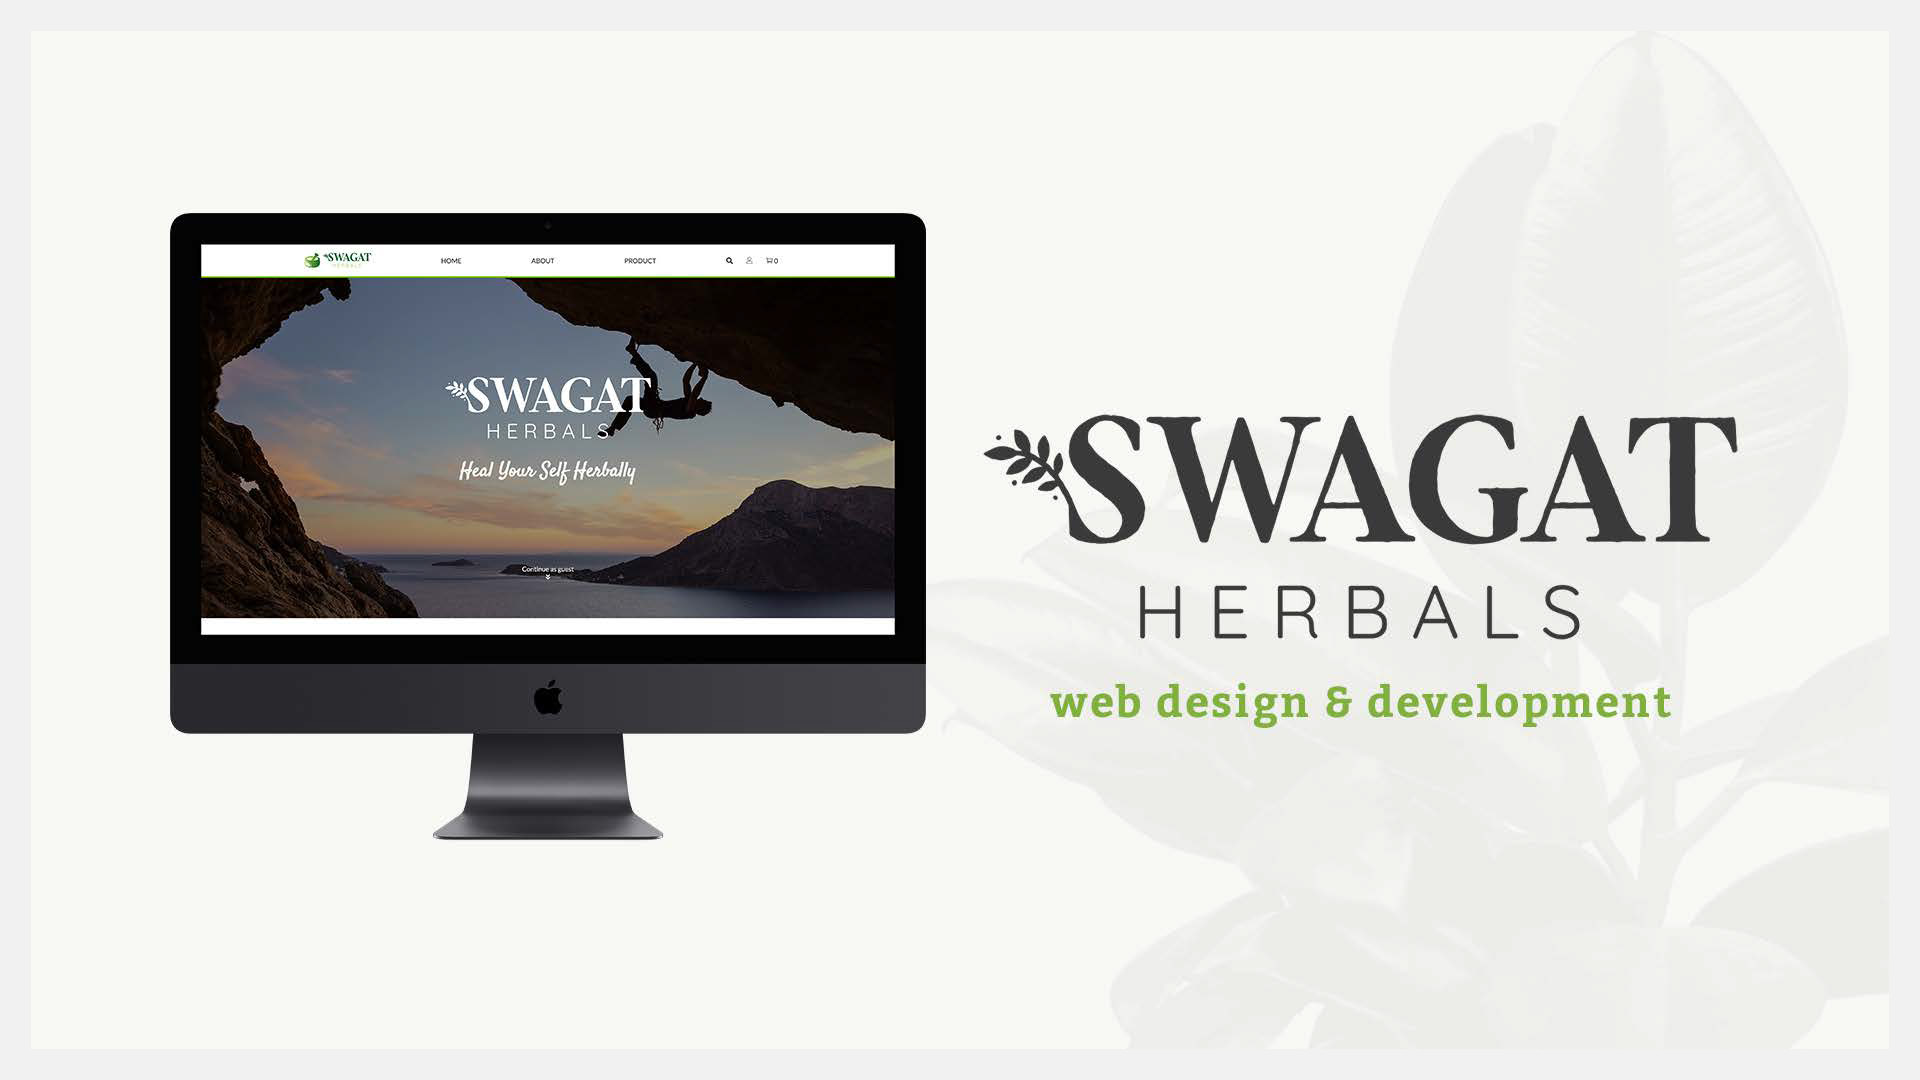 SWAGAT
HERBALS
HOME
ABOUT
PRODUCT
0
SWAGAT
HERBALS
Heal Your Self Herbally
Continue as guest
SWAGAT
HERBALS
web design & development